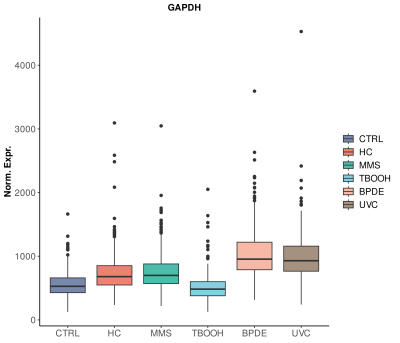 GAPDH
Norm. Expr.
4000
3000
2000
1000
0
CTRL
HC
MMS
TBOOH
BPDE
UVC
CTRL
HC
MMS
TBOOH
BPDE
UVC